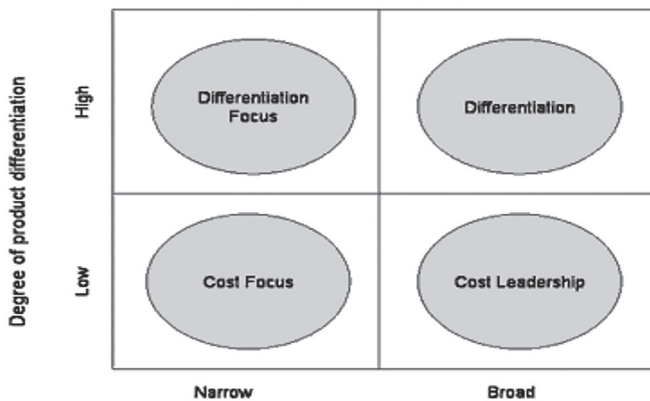 Degree of product differentiation
High
Differentiation
Focus
Differentiation
Low
Cost Focus
Cost Leadership
Narrow
Broad